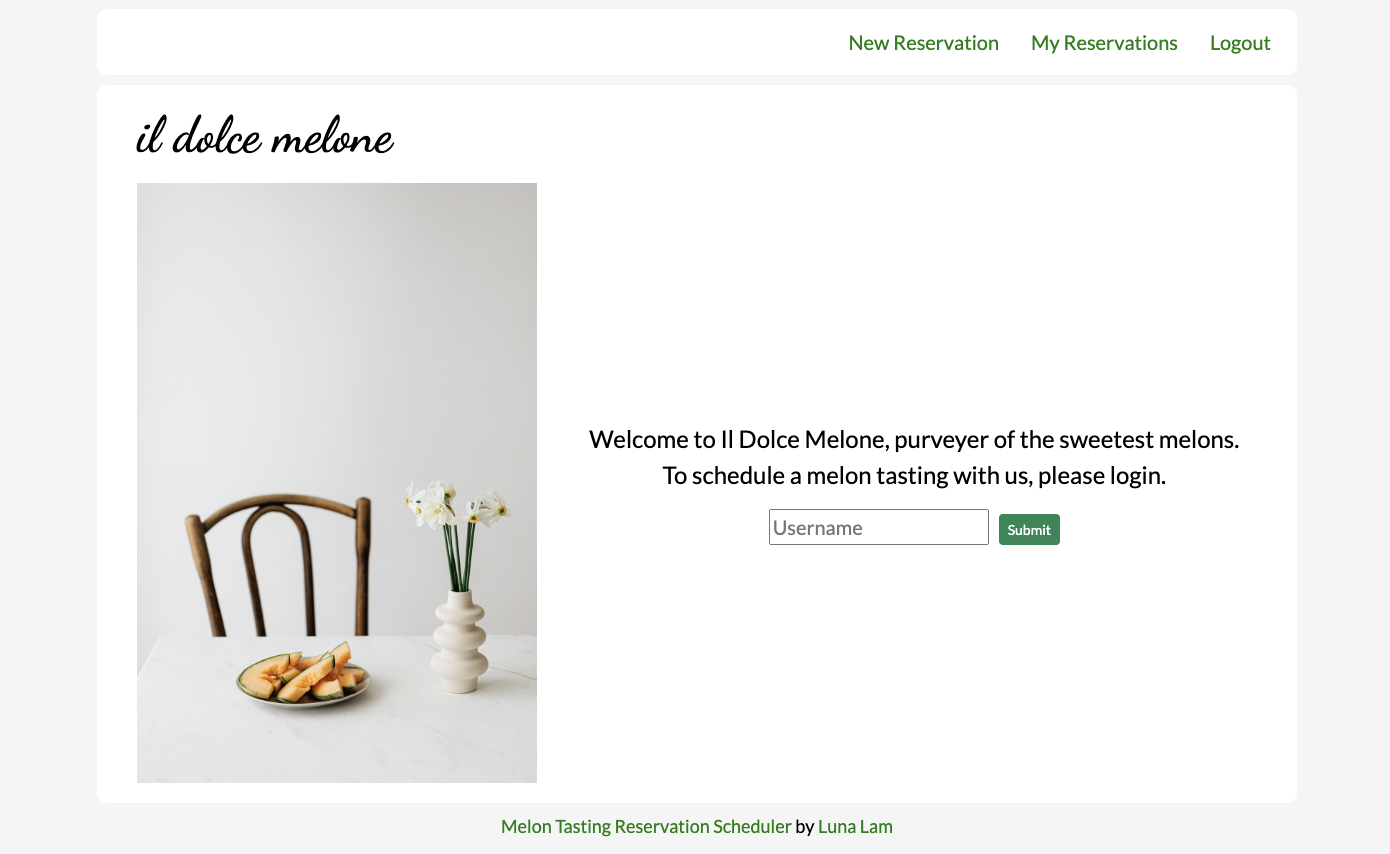 New Reservation My Reservations Logout
il dolce melone
Welcome to Il Dolce Melone, purveyer of the sweetest melons.
To schedule a melon tasting with us, please login.
Username Submit
Melon Tasting Reservation Scheduler by Luna Lam